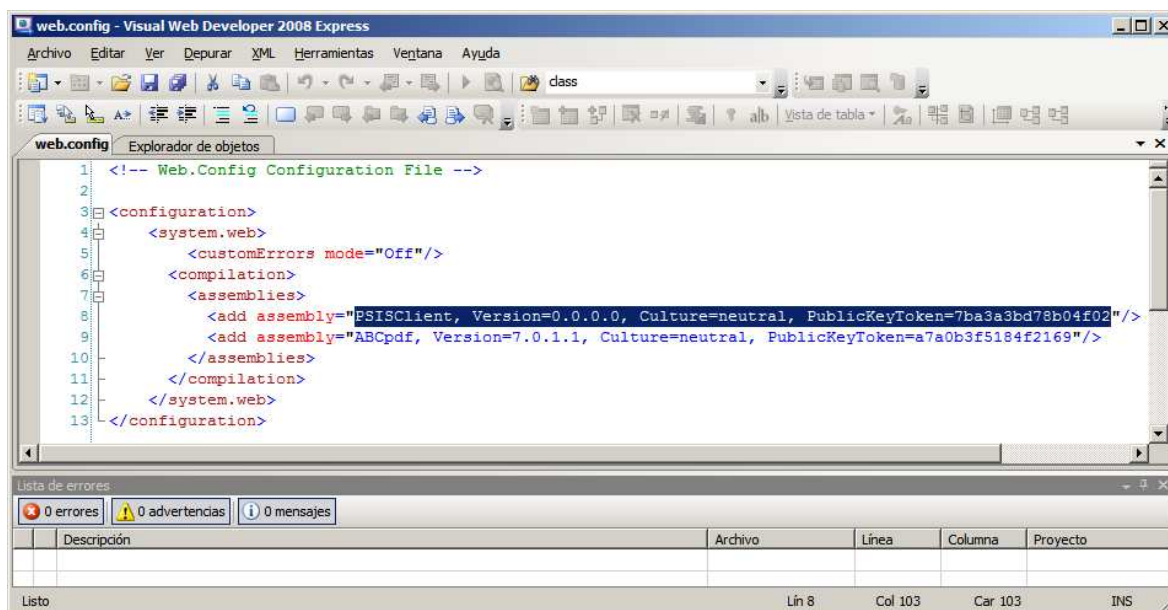 web.config - Visual Web Developer 2008 Express
Archivo Editar Ver Depurar XML Herramientas Ventana Ayuda
class
Vista de tabla
web.config Explorador de objetos
1 <!-- Web.Config Configuration File -->
2
3 <configuration>
4 <system.web>
5 <customErrors mode="Off"/>
6 <compilation>
7 <assemblies>
8 <add assembly="PSISClient, Version=0.0.0.0, Culture=neutral, PublicKeyToken=7ba3a3bd78b04f02"/>
9 <add assembly="ABCpdf, Version=7.0.1.1, Culture=neutral, PublicKeyToken=a7a0b3f5184f2169"/>
10 </assemblies>
11 </compilation>
12 </system.web>
13 </configuration>
Lista de errores
0 errores 0 advertencias 0 mensajes
Descripción Archivo Línea Columna Proyecto
Listo Lín 8 Col 103 Car 103 INS